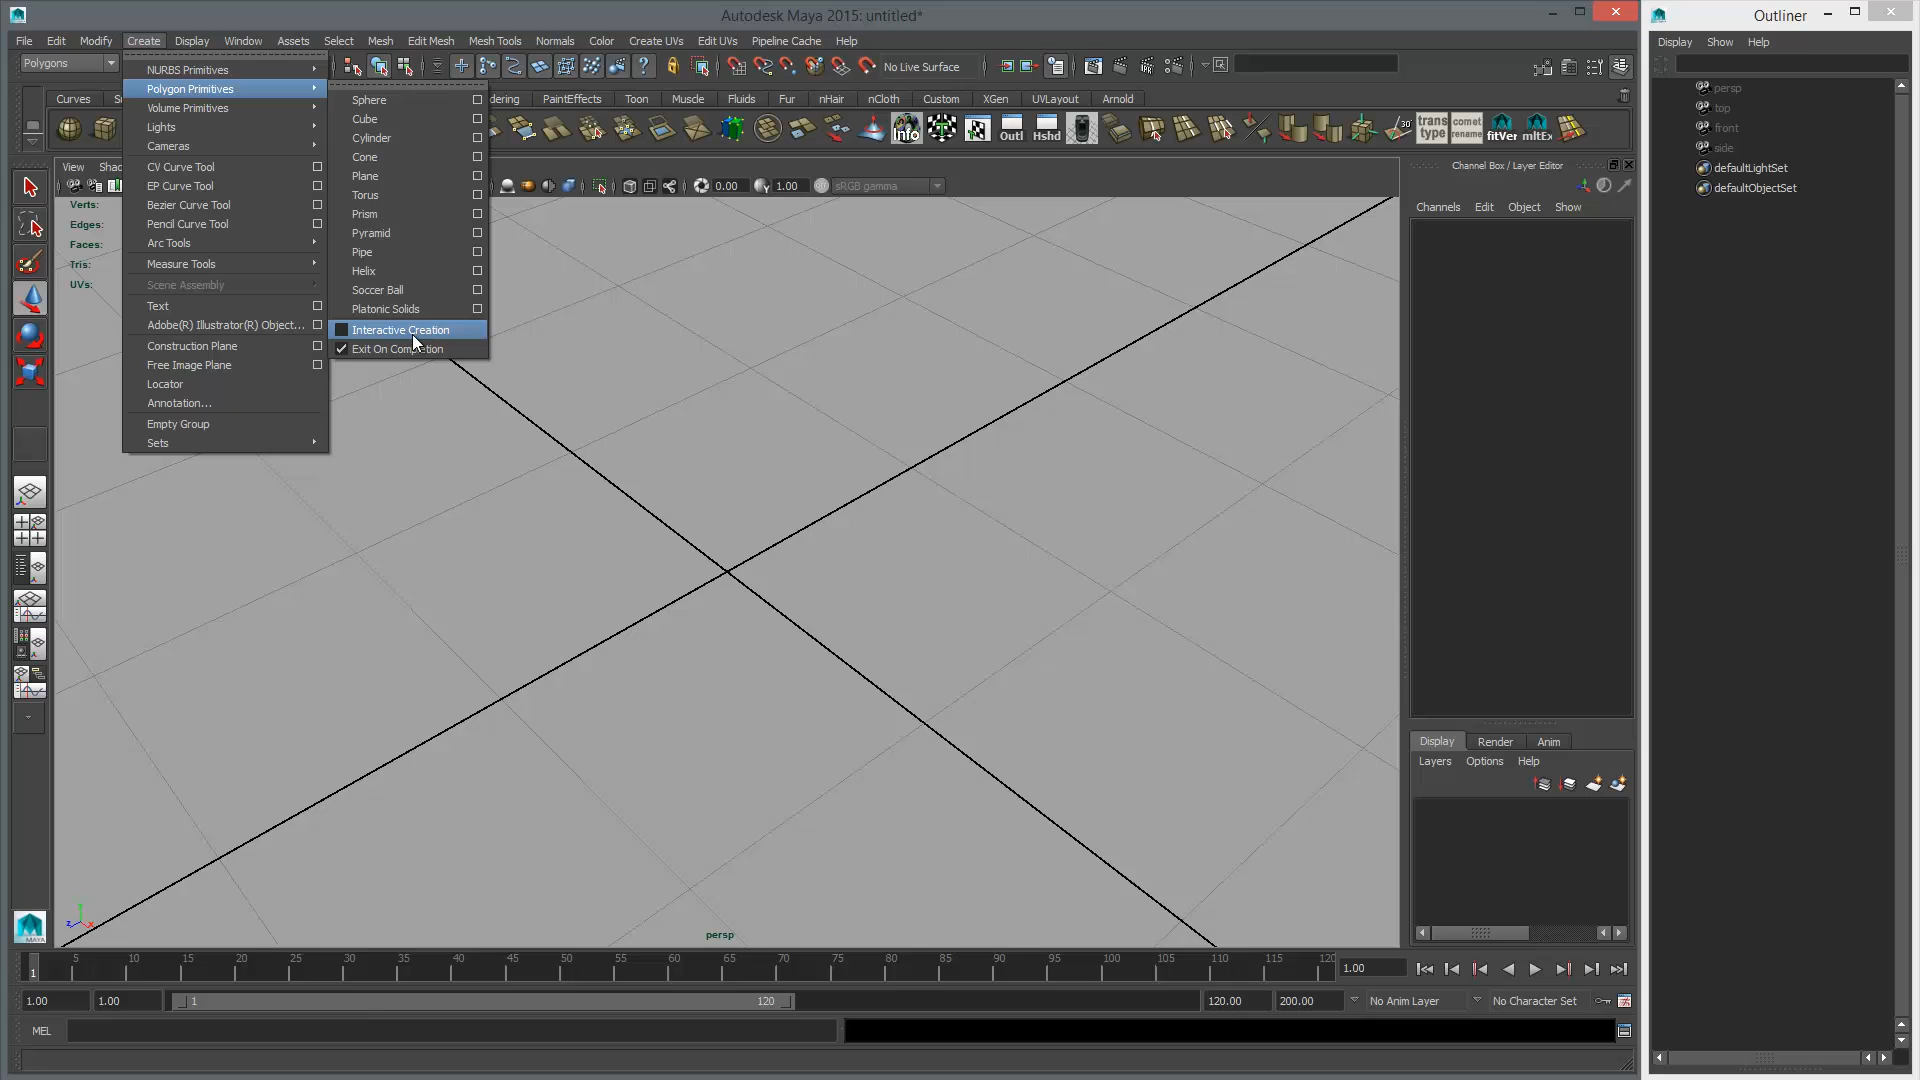 Autodesk Maya 2015: untitled*
File Edit Modify Create Display Window Assets Select Mesh Edit Mesh Mesh Tools Normals Color Create UVs Edit UVs Pipeline Cache Help
Polygons
No Live Surface
Curves
PaintEffects Toon Muscle Fluids Fur nHair nCloth Custom XGen UVLayout Arnold
Info Outl Hshd 30° trans type comet rename fitVer mltEx
NURBS Primitives
Polygon Primitives
Volume Primitives
Lights
Cameras
CV Curve Tool
EP Curve Tool
Bezier Curve Tool
Pencil Curve Tool
Arc Tools
Measure Tools
Scene Assembly
Text
Adobe(R) Illustrator(R) Object...
Construction Plane
Free Image Plane
Locator
Annotation...
Empty Group
Sets
Sphere
Cube
Cylinder
Cone
Plane
Torus
Prism
Pyramid
Pipe
Helix
Soccer Ball
Platonic Solids
Interactive Creation
Exit On
View
0.00 1.00 sRGB gamma
Verts:
Edges:
Faces:
Tris:
UVs:
persp
Channel Box / Layer Editor
Channels Edit Object Show
Display Render Anim
Layers Options Help
5 10 15 20 25 30 35 40 45 50 55 60 65 70 75 80 85 90 95 100 105 110 115 120
1
1.00
1.00 1.00 1 120 120.00 200.00 No Anim Layer No Character Set
MEL
MAYA
Outliner
Display Show Help
persp
top
front
side
defaultLightSet
defaultObjectSet